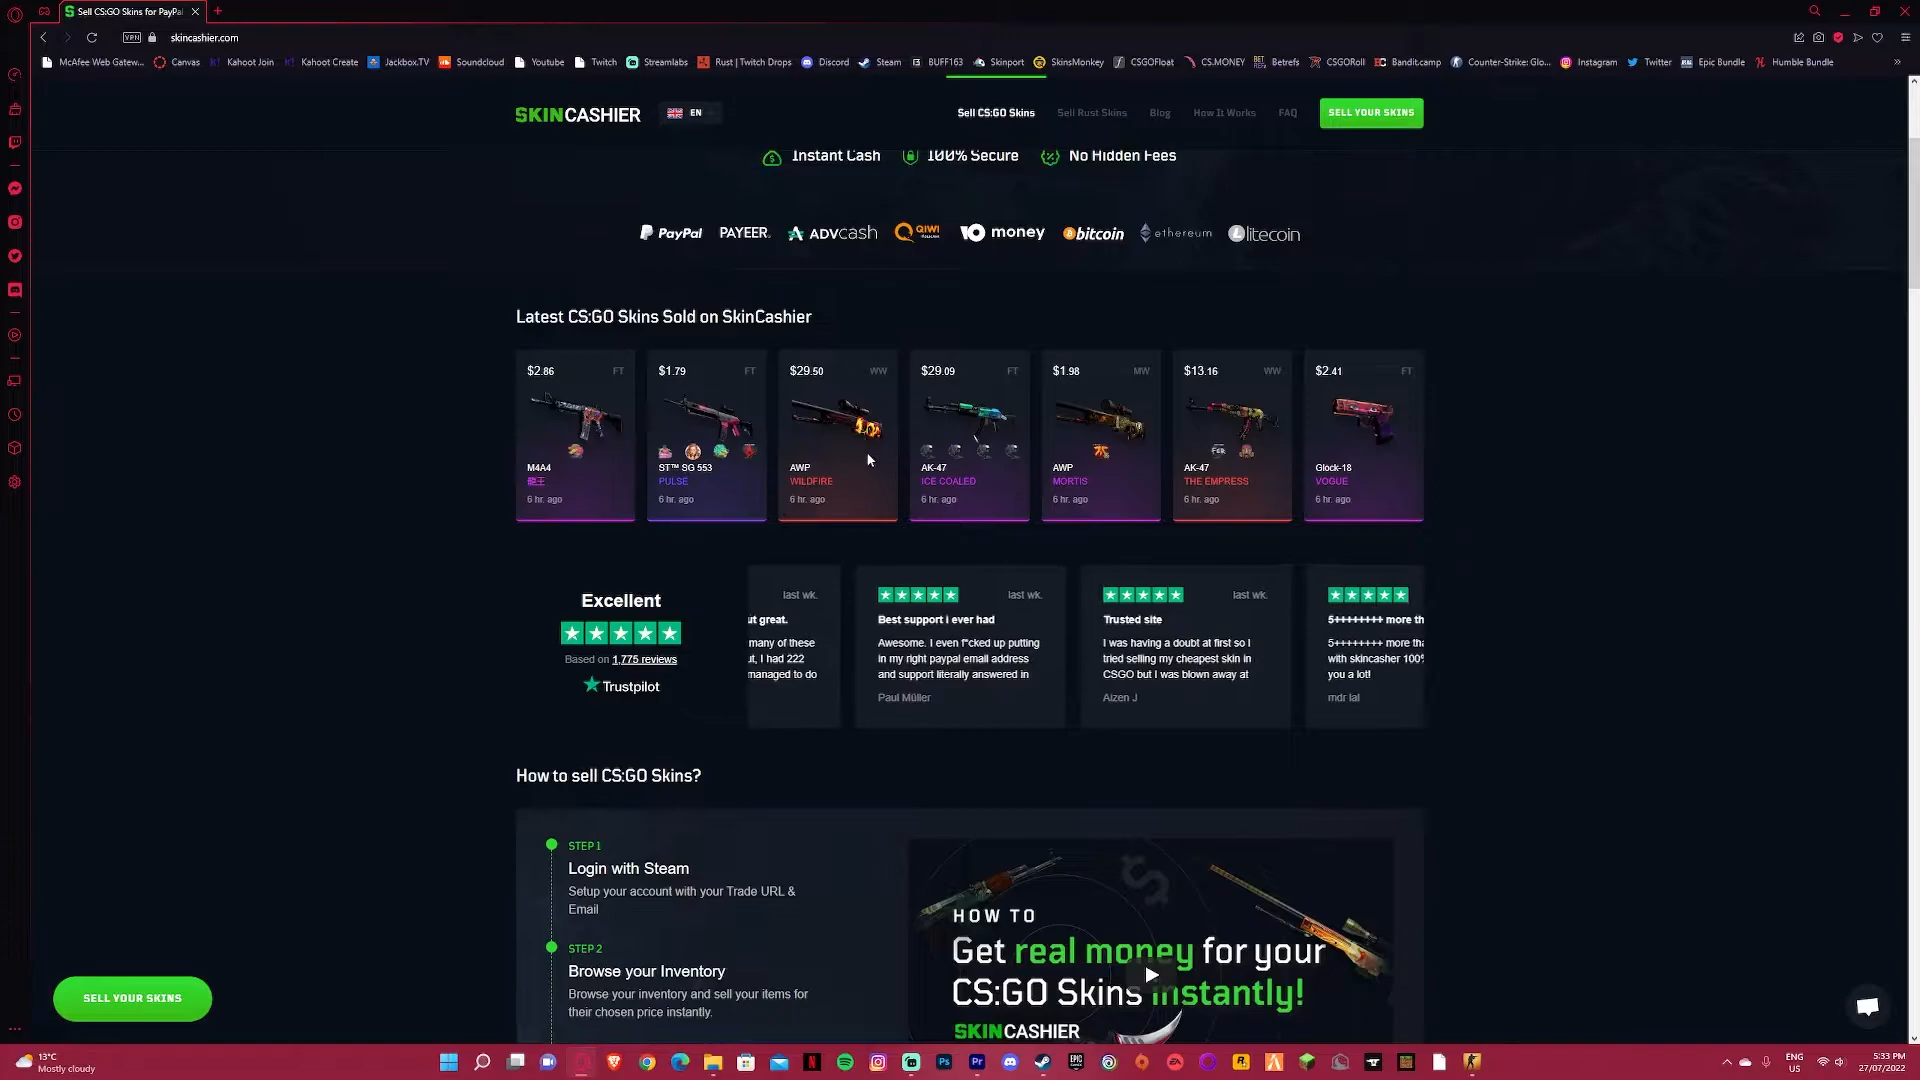 Sell CS:GO Skins for PayPal
VPN
skincashier.com
McAfee Web Gatew...
Canvas
Kahoot Join
Kahoot Create
Jackbox.TV
Soundcloud
Youtube
Twitch
Streamlabs
Rust | Twitch Drops
Discord
Steam
BUFF163
Skinport
SkinsMonkey
CSGOFloat
CS.MONEY
Betrefs
CSGORoll
Bandit.camp
Counter-Strike: Glo...
Instagram
Twitter
Epic Bundle
Humble Bundle
SKINCASHIER
EN
Sell CS:GO Skins
Sell Rust Skins
Blog
How It Works
FAQ
SELL YOUR SKINS
Instant Cash
100% Secure
No Hidden Fees
PayPal
PAYEER
ADVcash
QIWI
money
bitcoin
ethereum
litecoin
Latest CS:GO Skins Sold on SkinCashier
$2.86 FT
M4A4
龍王
6 hr. ago
$1.79 FT
ST™ SG 553
PULSE
6 hr. ago
$29.50 WW
AWP
WILDFIRE
6 hr. ago
$29.09 FT
AK-47
ICE COALED
6 hr. ago
$1.98 MW
AWP
MORTIS
6 hr. ago
$13.16 WW
AK-47
THE EMPRESS
6 hr. ago
$2.41 FT
Glock-18
VOGUE
6 hr. ago
Excellent
Based on 1,775 reviews
Trustpilot
last wk.
ut great.
many of these
ut, I had 222
managed to do
last wk.
Best support i ever had
Awesome. I even f*cked up putting
in my right paypal email address
and support literally answered in
Paul Müller
last wk.
Trusted site
I was having a doubt at first so I
tried selling my cheapest skin in
CSGO but I was blown away at
Aizen J
5++++++++ more th
5++++++++ more tha
with skincasher 100%
you a lot!
mdr lal
How to sell CS:GO Skins?
STEP 1
Login with Steam
Setup your account with your Trade URL &
Email
STEP 2
Browse your Inventory
Browse your inventory and sell your items for
their chosen price instantly.
HOW TO
Get real money for your
CS:GO Skins instantly!
SKINCASHIER
SELL YOUR SKINS
13°C
Mostly cloudy
ENG
US
5:33 PM
27/07/2022